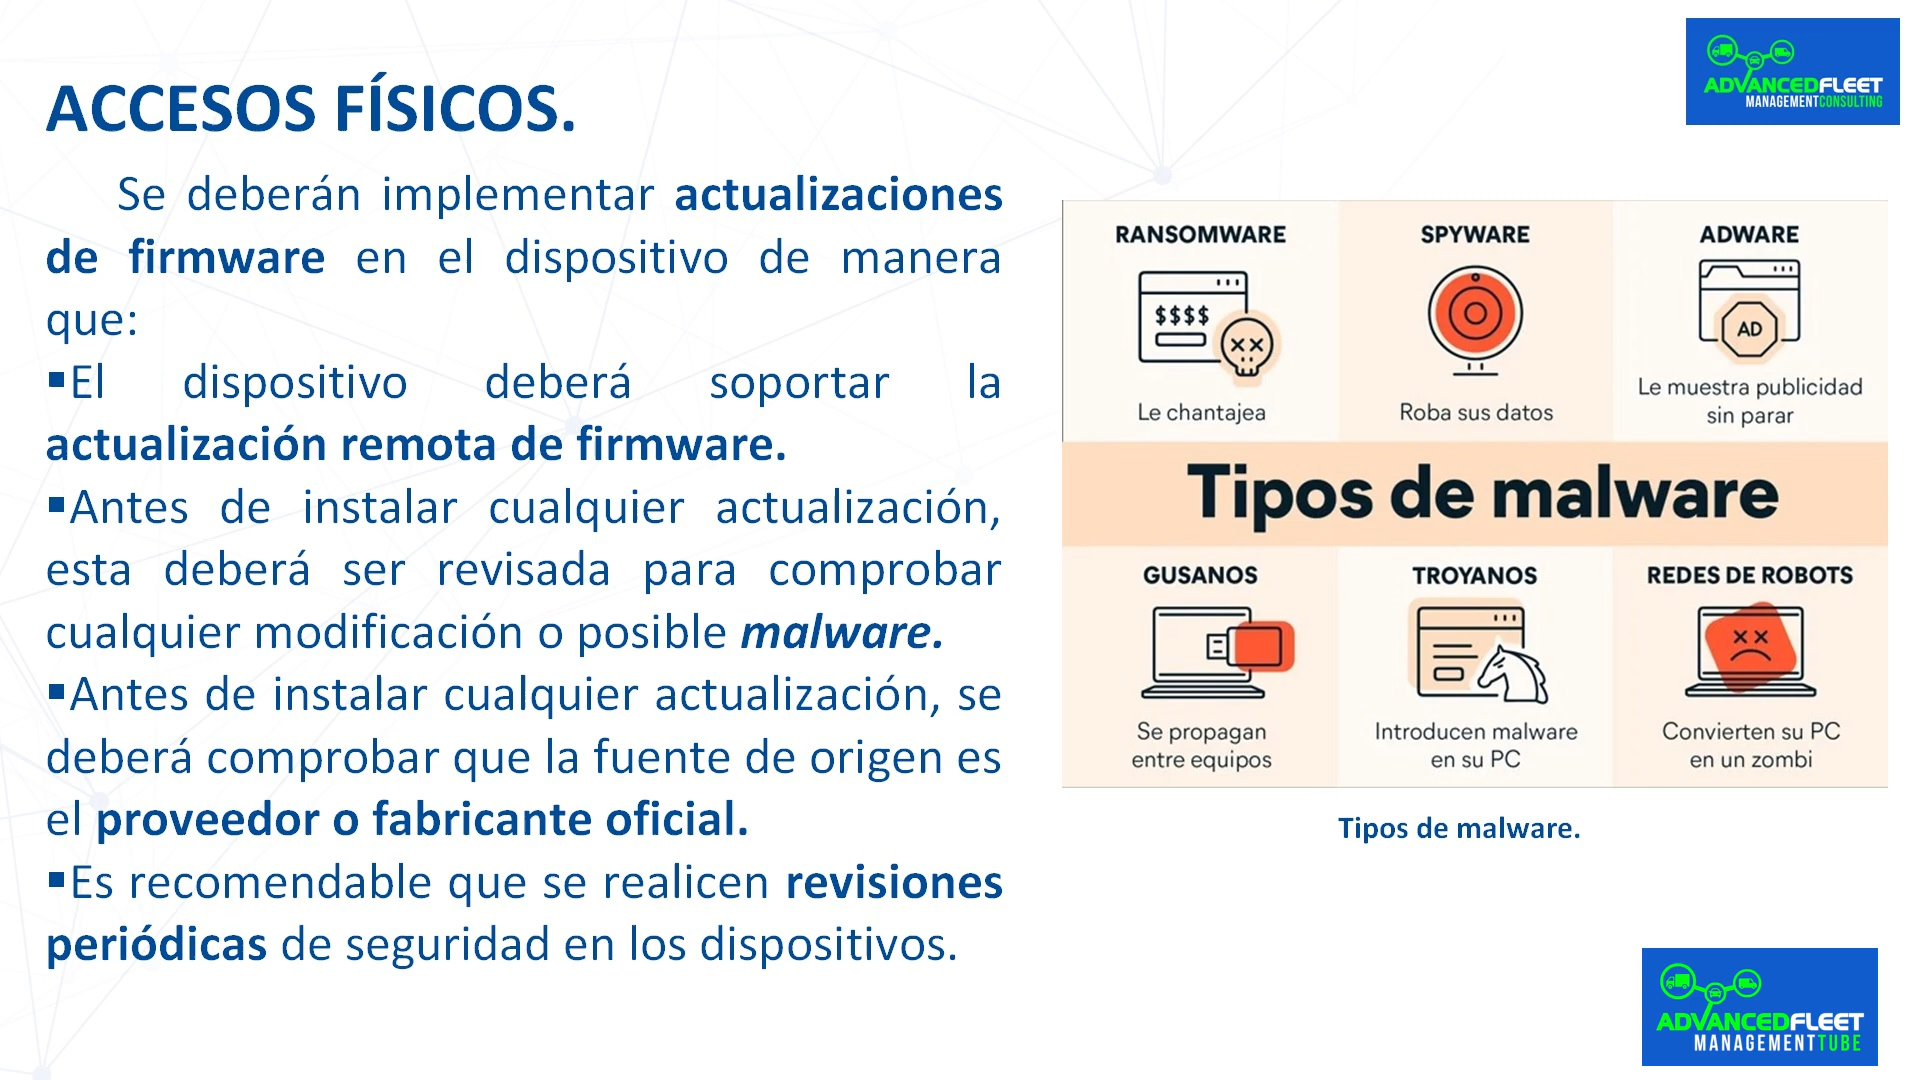 ADVANCEDFLEET
MANAGEMENTCONSULTING
ACCESOS FÍSICOS.
Se deberán implementar actualizaciones
de firmware en el dispositivo de manera
que:
▪El dispositivo deberá soportar la
actualización remota de firmware.
▪Antes de instalar cualquier actualización,
esta deberá ser revisada para comprobar
cualquier modificación o posible malware.
▪Antes de instalar cualquier actualización, se
deberá comprobar que la fuente de origen es
el proveedor o fabricante oficial.
▪Es recomendable que se realicen revisiones
periódicas de seguridad en los dispositivos.
RANSOMWARE
$$$$
Le chantajea
SPYWARE
Roba sus datos
ADWARE
AD
Le muestra publicidad
sin parar
Tipos de malware
GUSANOS
Se propagan
entre equipos
TROYANOS
Introducen malware
en su PC
REDES DE ROBOTS
Convierten su PC
en un zombi
Tipos de malware.
ADVANCEDFLEET
MANAGEMENTTUBE